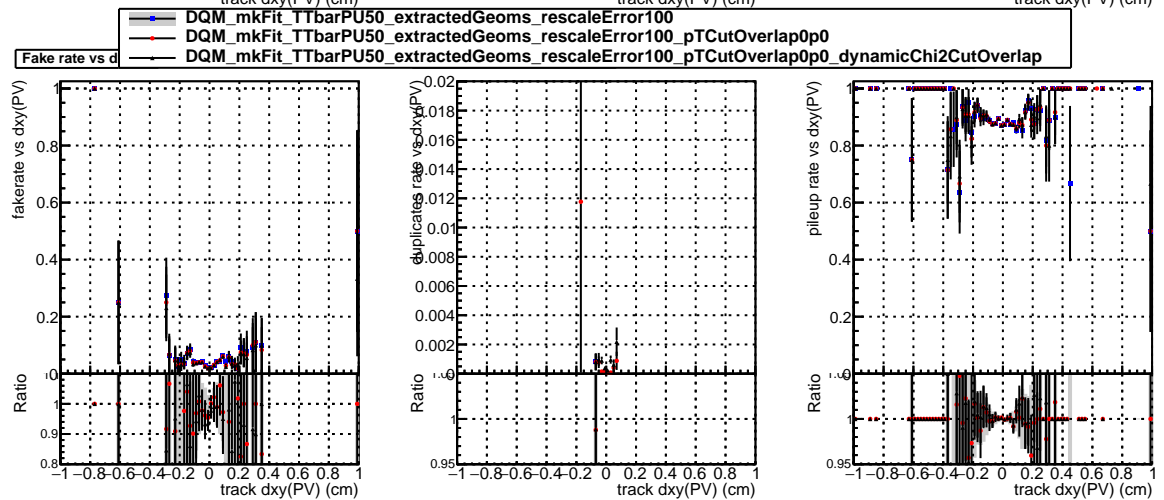 track dxy(PV) (cm) track dxy(PV) (cm) track dxy(PV) (cm)
DQM_mkFit_TTbarPU50_extractedGeoms_rescaleError100
DQM_mkFit_TTbarPU50_extractedGeoms_rescaleError100_pTCutOverlap0p0
DQM_mkFit_TTbarPU50_extractedGeoms_rescaleError100_pTCutOverlap0p0_dynamicChi2CutOverlap
Fake rate vs d
fakerate vs dxy(PV)
1
0.8
0.6
0.4
0.2
Ratio
1
0.9
0.8
−1 −0.8 −0.6 −0.4 −0.2 0 0.2 0.4 0.6 0.8 1
track dxy(PV) (cm)
duplicates rate vs dxy(PV)
0.02
0.018
0.016
0.014
0.012
0.01
0.008
0.006
0.004
0.002
0
Ratio
1
0.95
−1 −0.8 −0.6 −0.4 −0.2 0 0.2 0.4 0.6 0.8 1
track dxy(PV) (cm)
pileup rate vs dxy(PV)
1
0.8
0.6
0.4
0.2
Ratio
1
0.95
−1 −0.8 −0.6 −0.4 −0.2 0 0.2 0.4 0.6 0.8 1
track dxy(PV) (cm)